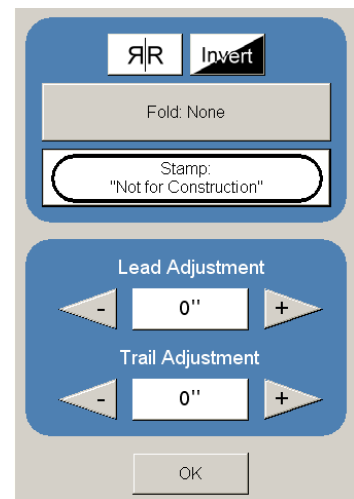 ЯR Invert
Fold: None
Stamp:
"Not for Construction"
Lead Adjustment
- 0" +
Trail Adjustment
- 0" +
OK